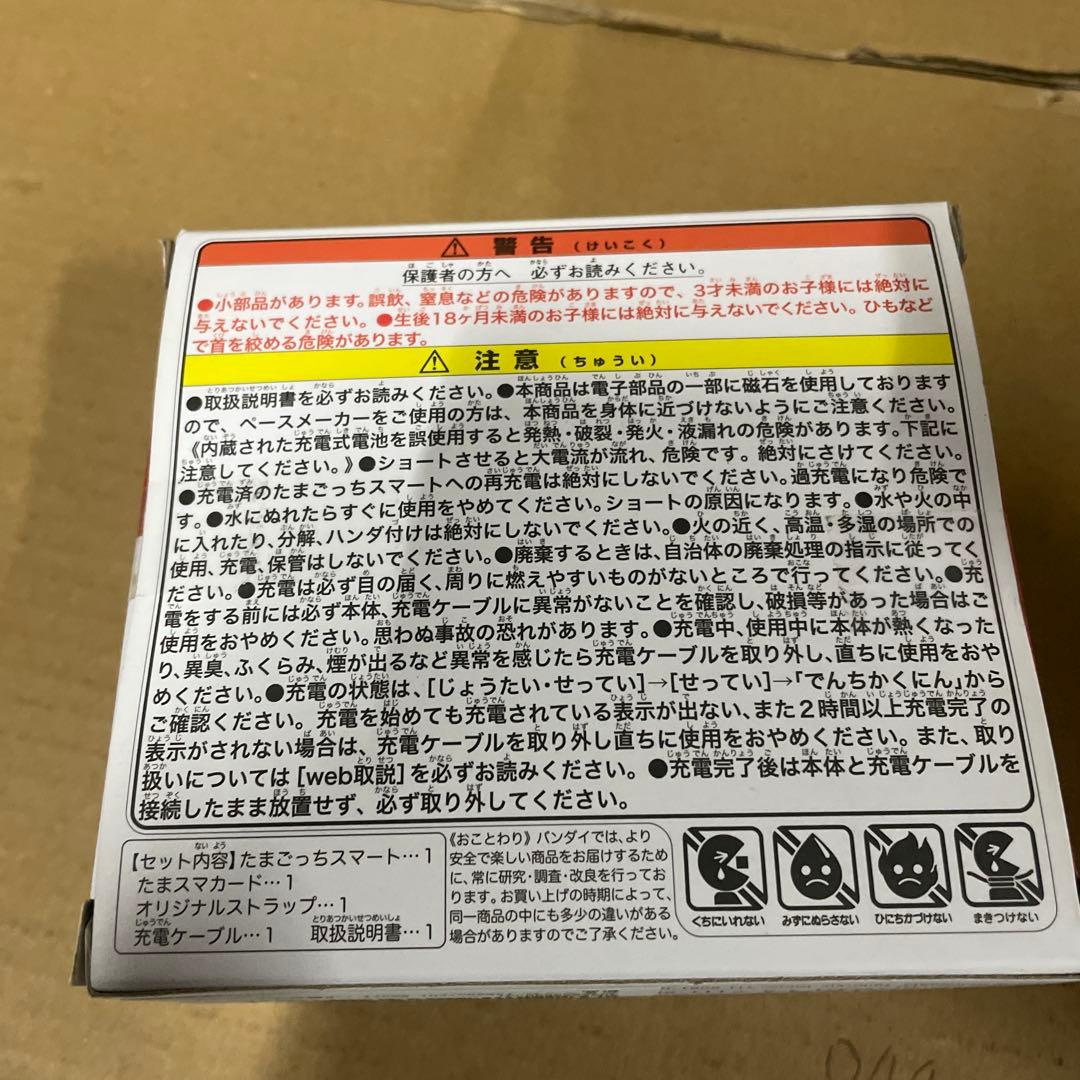 警告（けいこく）
保護者の方へ 必ずお読みください。
●小部品があります。誤飲、窒息などの危険がありますので、3才未満のお子様には絶対に
与えないでください。●生後18ヶ月未満のお子様には絶対に与えないでください。ひもなど
で首を絞める危険があります。
注意（ちゅうい）
●取扱説明書を必ずお読みください。●本商品は電子部品の一部に磁石を使用しております
ので、ペースメーカーをご使用の方は、本商品を身体に近づけないようにご注意ください。
《内蔵された充電式電池を誤使用すると発熱・破裂・発火・液漏れの危険があります。下記に
注意してください。》●ショートさせると大電流が流れ、危険です。絶対にさけてください。
●充電済のたまごっちスマートへの再充電は絶対にしないでください。過充電になり危険で
す。●水にぬれたらすぐに使用をやめてください。ショートの原因になります。●水や火の中
に入れたり、分解、ハンダ付けは絶対にしないでください。●火の近く、高温・多湿の場所での
使用、充電、保管はしないでください。●廃棄するときは、自治体の廃棄処理の指示に従ってく
ださい。●充電は必ず目の届く、周りに燃えやすいものがないところで行ってください。●充
電をする前には必ず本体、充電ケーブルに異常がないことを確認し、破損等があった場合はご
使用をおやめください。思わぬ事故の恐れがあります。●充電中、使用中に本体が熱くなった
り、異臭、ふくらみ、煙が出るなど異常を感じたら充電ケーブルを取り外し、直ちに使用をおや
めください。●充電の状態は、[じょうたい・せってい]→[せってい]→「でんちかくにん」から
ご確認ください。充電を始めても充電されている表示が出ない、また2時間以上充電完了の
表示がされない場合は、充電ケーブルを取り外し直ちに使用をおやめください。また、取り
扱いについては[web取説]を必ずお読みください。●充電完了後は本体と充電ケーブルを
接続したまま放置せず、必ず取り外してください。
【セット内容】たまごっちスマート…1
たまスマカード…1
オリジナルストラップ…1
充電ケーブル…1 取扱説明書…1
《おことわり》バンダイでは、より
安全で楽しい商品をお届けするため
に、常に研究・調査・改良を行ってお
ります。お買い上げの時期によって、
同一商品の中にも多少の違いがある
場合がありますのでご了承ください。
くちにいれない
みずにぬらさない
ひにちかづけない
まきつけない